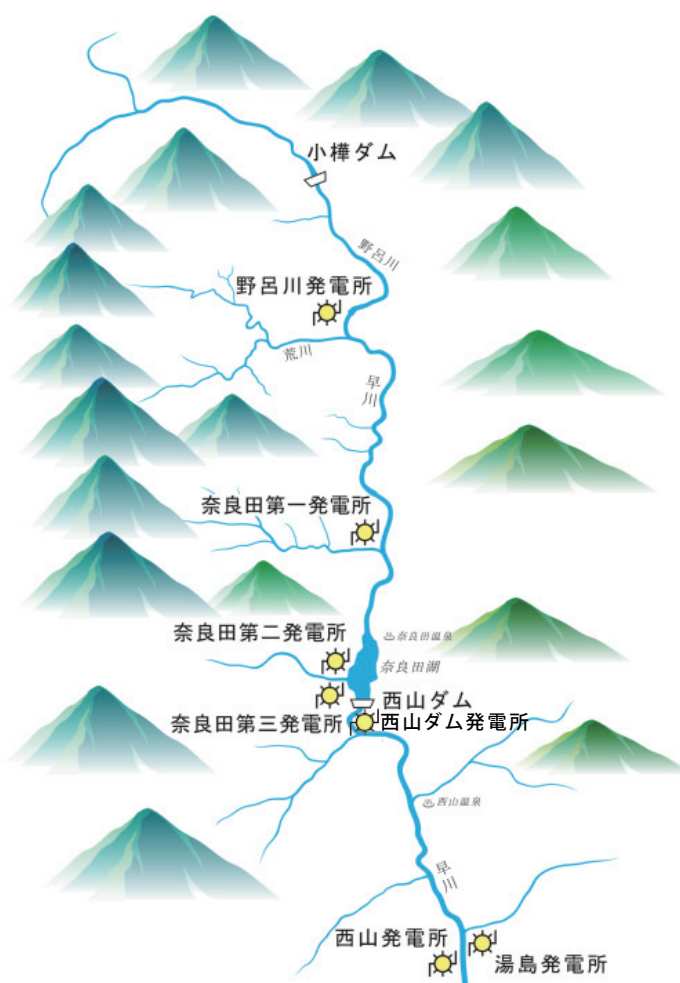 小樺ダム
野呂川
野呂川発電所
荒川
早川
奈良田第一発電所
奈良田第二発電所
奈良田温泉
奈良田湖
西山ダム
奈良田第三発電所
西山ダム発電所
西山温泉
早川
西山発電所
湯島発電所